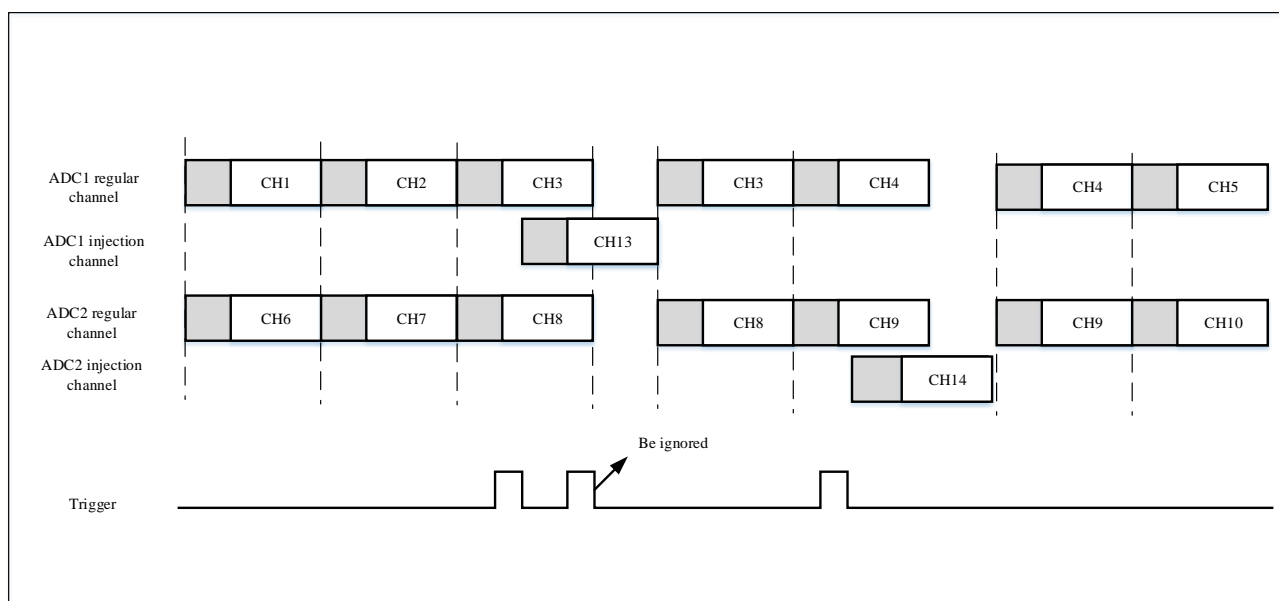 ADC1 regular
channel
CH1
CH2
CH3
CH3
CH4
CH4
CH5
ADC1 injection
channel
CH13
ADC2 regular
channel
CH6
CH7
CH8
CH8
CH9
CH9
CH10
ADC2 injection
channel
CH14
Be ignored
Trigger